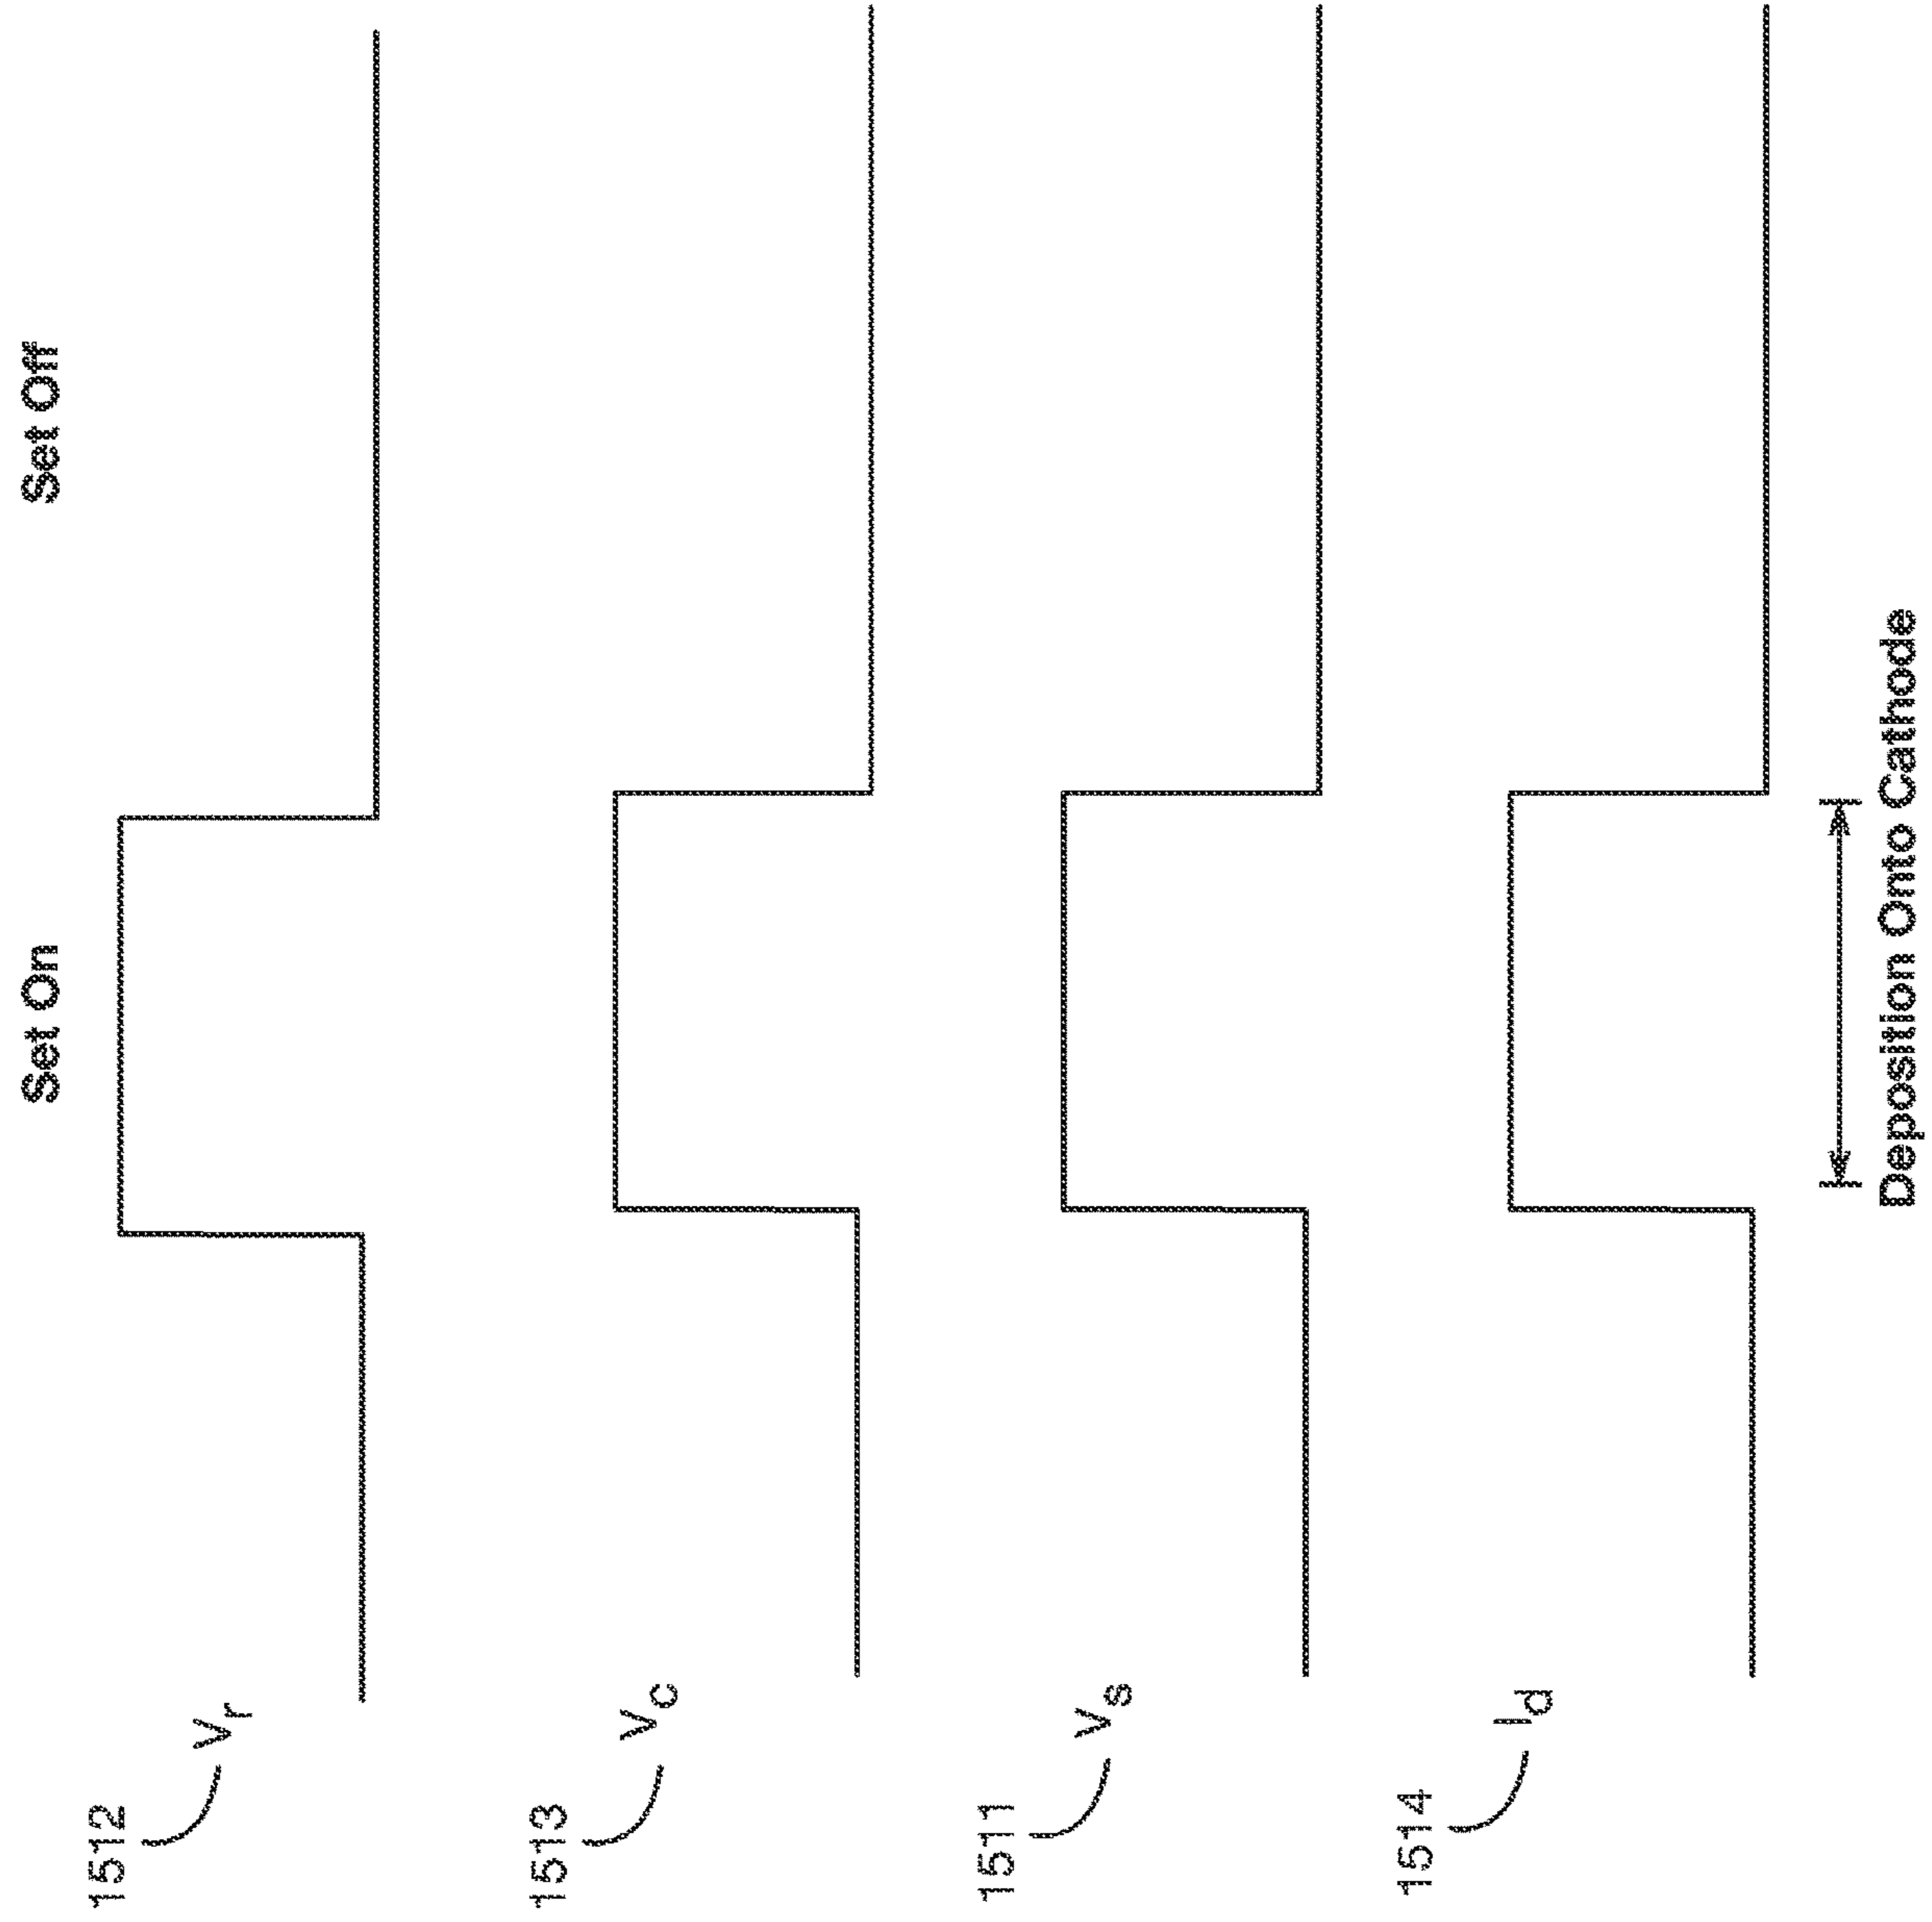 Set On
Set Off
1512
Vr
1513
Vc
1511
Vs
1514
Id
Deposition Onto Cathode